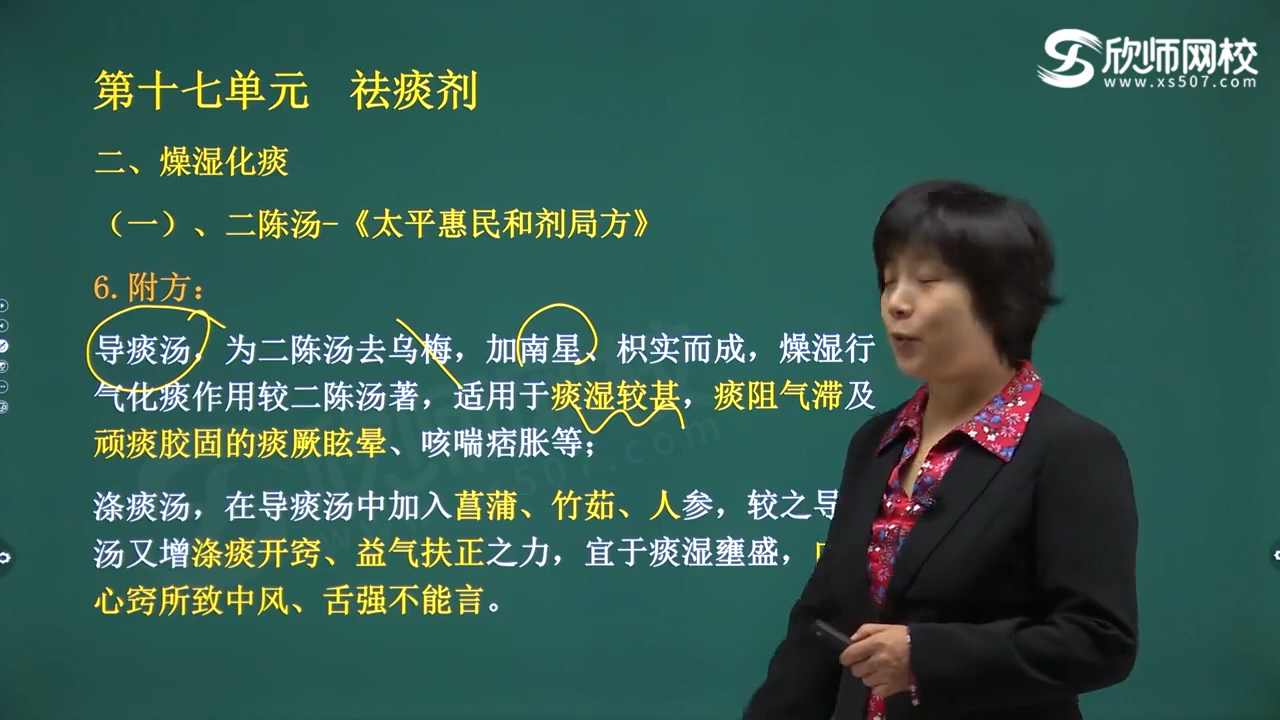 欣师网校
www.xs507.com
第十七单元 祛痰剂
二、燥湿化痰
（一）、二陈汤-《太平惠民和剂局方》
6.附方：
导痰汤，为二陈汤去乌梅，加南星、枳实而成，燥湿行
气化痰作用较二陈汤著，适用于痰湿较甚，痰阻气滞及
顽痰胶固的痰厥眩晕、咳喘痞胀等；
涤痰汤，在导痰汤中加入菖蒲、竹茹、人参，较之导
汤又增涤痰开窍、益气扶正之力，宜于痰湿壅盛，
心窍所致中风、舌强不能言。